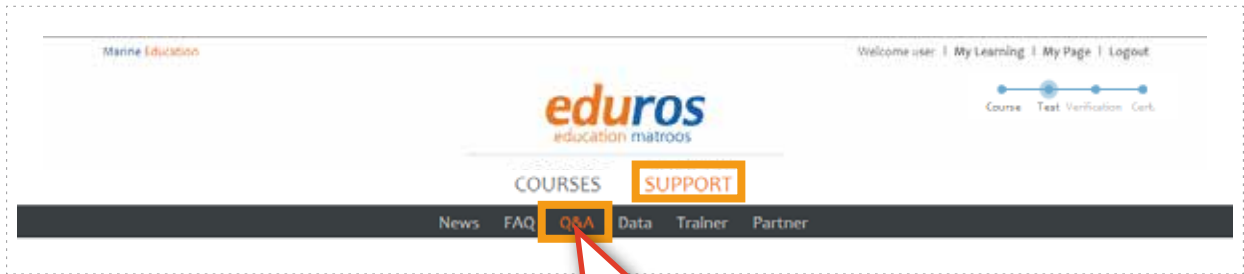 Marine Education
Welcome user | My Learning | My Page | Logout
eduros
education matroos
Course Test Verification Cert.
COURSES SUPPORT
News FAQ Q&A Data Trainer Partner